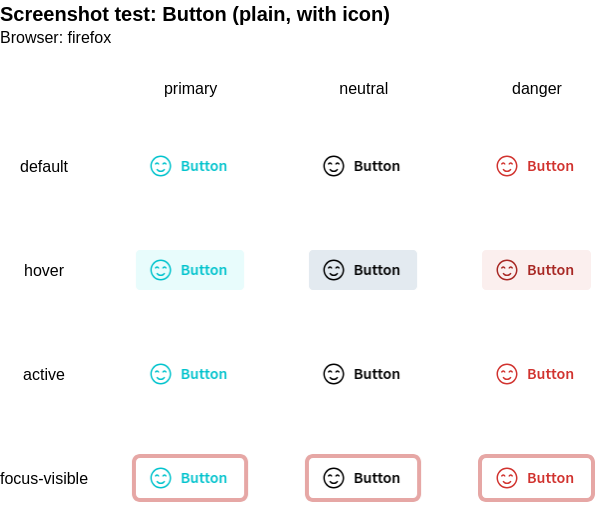 Screenshot test: Button (plain, with icon)
Browser: firefox
primary neutral danger
default Button Button Button
hover Button Button Button
active Button Button Button
focus-visible Button Button Button